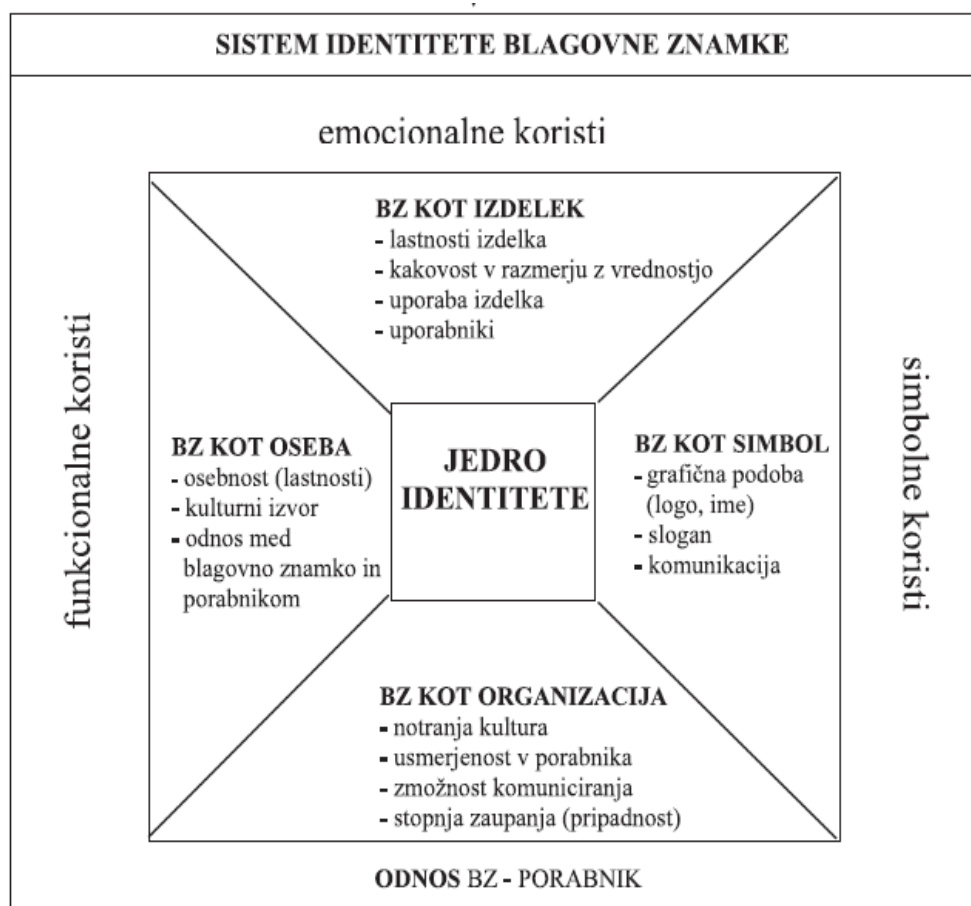 SISTEM IDENTITETE BLAGOVNE ZNAMKE
emocionalne koristi
BZ KOT IZDELEK
- lastnosti izdelka
- kakovost v razmerju z vrednostjo
- uporaba izdelka
- uporabniki
funkcionalne koristi
BZ KOT OSEBA
- osebnost (lastnosti)
- kulturni izvor
- odnos med
blagovno znamko in
porabnikom
JEDRO
IDENTITETE
BZ KOT SIMBOL
- grafična podoba
(logo, ime)
- slogan
- komunikacija
simbolne koristi
BZ KOT ORGANIZACIJA
- notranja kultura
- usmerjenost v porabnika
- zmožnost komuniciranja
- stopnja zaupanja (pripadnost)
ODNOS BZ - PORABNIK